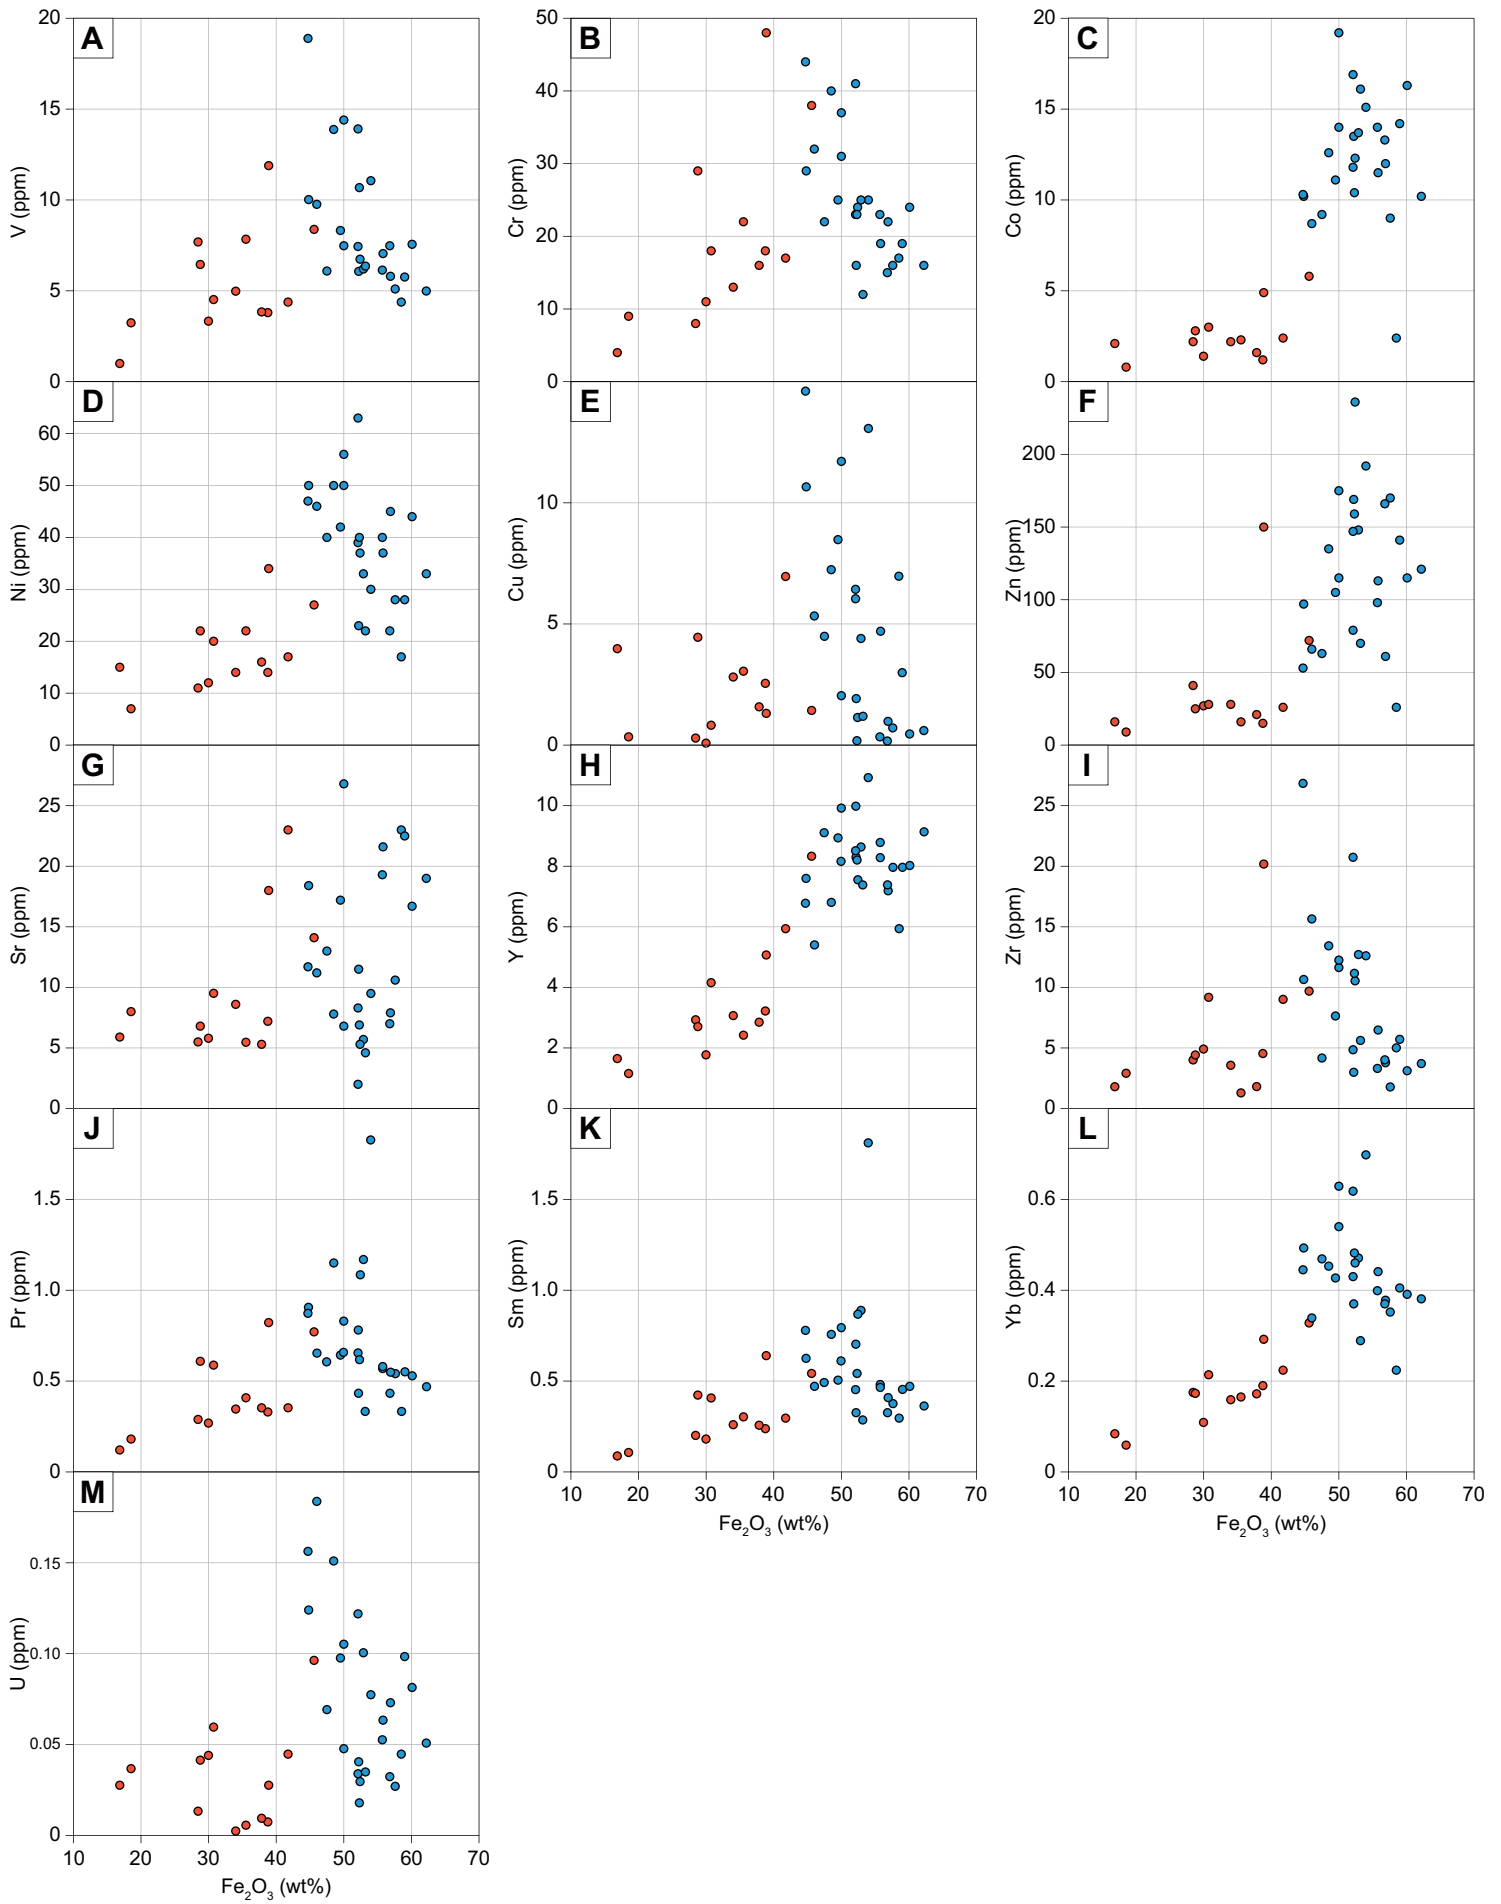 20
15
10
5
0
V (ppm)
A
50
40
30
20
10
0
Cr (ppm)
B
20
15
10
5
0
Co (ppm)
C
60
50
40
30
20
10
0
Ni (ppm)
D
10
5
0
Cu (ppm)
E
200
150
100
50
0
Zn (ppm)
F
25
20
15
10
5
0
Sr (ppm)
G
10
8
6
4
2
0
Y (ppm)
H
25
20
15
10
5
0
Zr (ppm)
I
1.5
1.0
0.5
0
Pr (ppm)
J
1.5
1.0
0.5
0
Sm (ppm)
K
10 20 30 40 50 60 70
Fe₂O₃ (wt%)
0.6
0.4
0.2
0
Yb (ppm)
L
10 20 30 40 50 60 70
Fe₂O₃ (wt%)
0.15
0.10
0.05
0
U (ppm)
M
10 20 30 40 50 60 70
Fe₂O₃ (wt%)